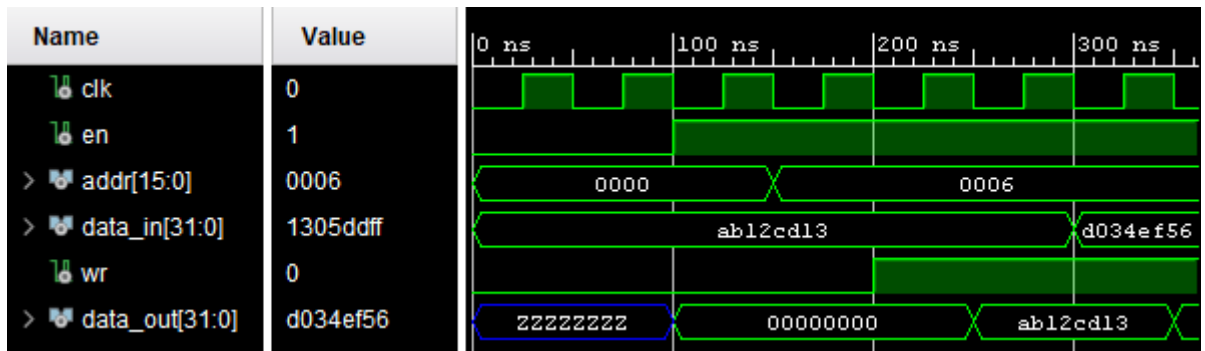 Name Value 0 ns 100 ns 200 ns 300 ns
clk 0
en 1
addr[15:0] 0006 0000 0006
data_in[31:0] 1305ddff ab12cd13 d034ef56
wr 0
data_out[31:0] d034ef56 ZZZZZZZZ 00000000 ab12cd13